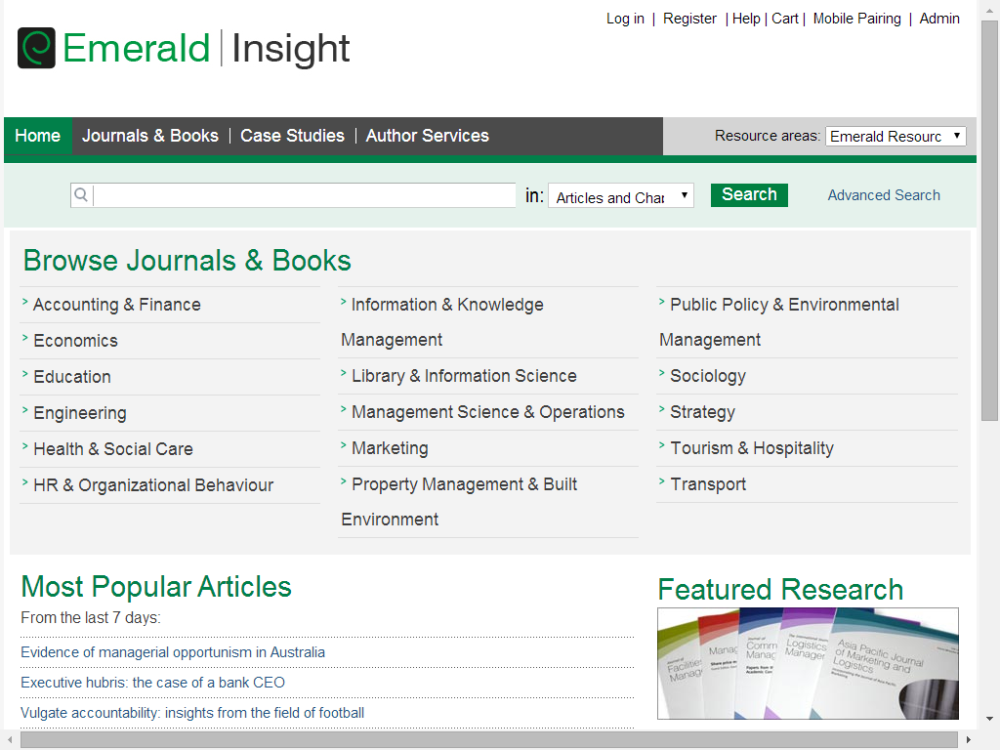 Log in | Register | Help | Cart | Mobile Pairing | Admin
Emerald Insight
Home Journals & Books | Case Studies | Author Services
Resource areas: Emerald Resourc
in: Articles and Char Search Advanced Search
Browse Journals & Books
Accounting & Finance
Economics
Education
Engineering
Health & Social Care
HR & Organizational Behaviour
Information & Knowledge
Management
Library & Information Science
Management Science & Operations
Marketing
Property Management & Built
Environment
Public Policy & Environmental
Management
Sociology
Strategy
Tourism & Hospitality
Transport
Most Popular Articles
From the last 7 days:
Evidence of managerial opportunism in Australia
Executive hubris: the case of a bank CEO
Vulgate accountability: insights from the field of football
Featured Research
Journal of
Facilities
Manag
Journal of
Comm
Manag
Logistics
Manager
Asia Pacific Journal
of Marketing and
Logistics